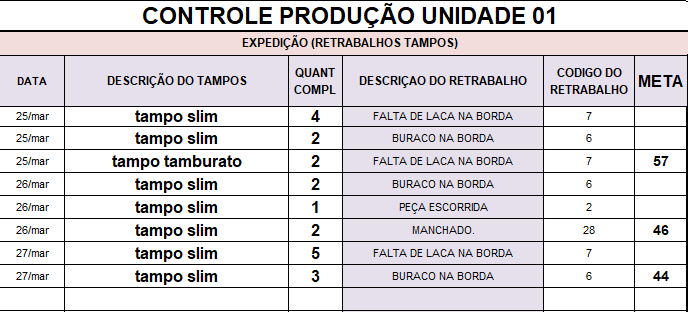 CONTROLE PRODUÇÃO UNIDADE 01
EXPEDIÇÃO (RETRABALHOS TAMPOS)
DATA DESCRIÇÃO DO TAMPOS QUANT COMPL DESCRIÇAO DO RETRABALHO CODIGO DO RETRABALHO META
25/mar tampo slim 4 FALTA DE LACA NA BORDA 7
25/mar tampo slim 2 BURACO NA BORDA 6
25/mar tampo tamburato 2 FALTA DE LACA NA BORDA 7 57
26/mar tampo slim 2 BURACO NA BORDA 6
26/mar tampo slim 1 PEÇA ESCORRIDA 2
26/mar tampo slim 2 MANCHADO. 28 46
27/mar tampo slim 5 FALTA DE LACA NA BORDA 7
27/mar tampo slim 3 BURACO NA BORDA 6 44